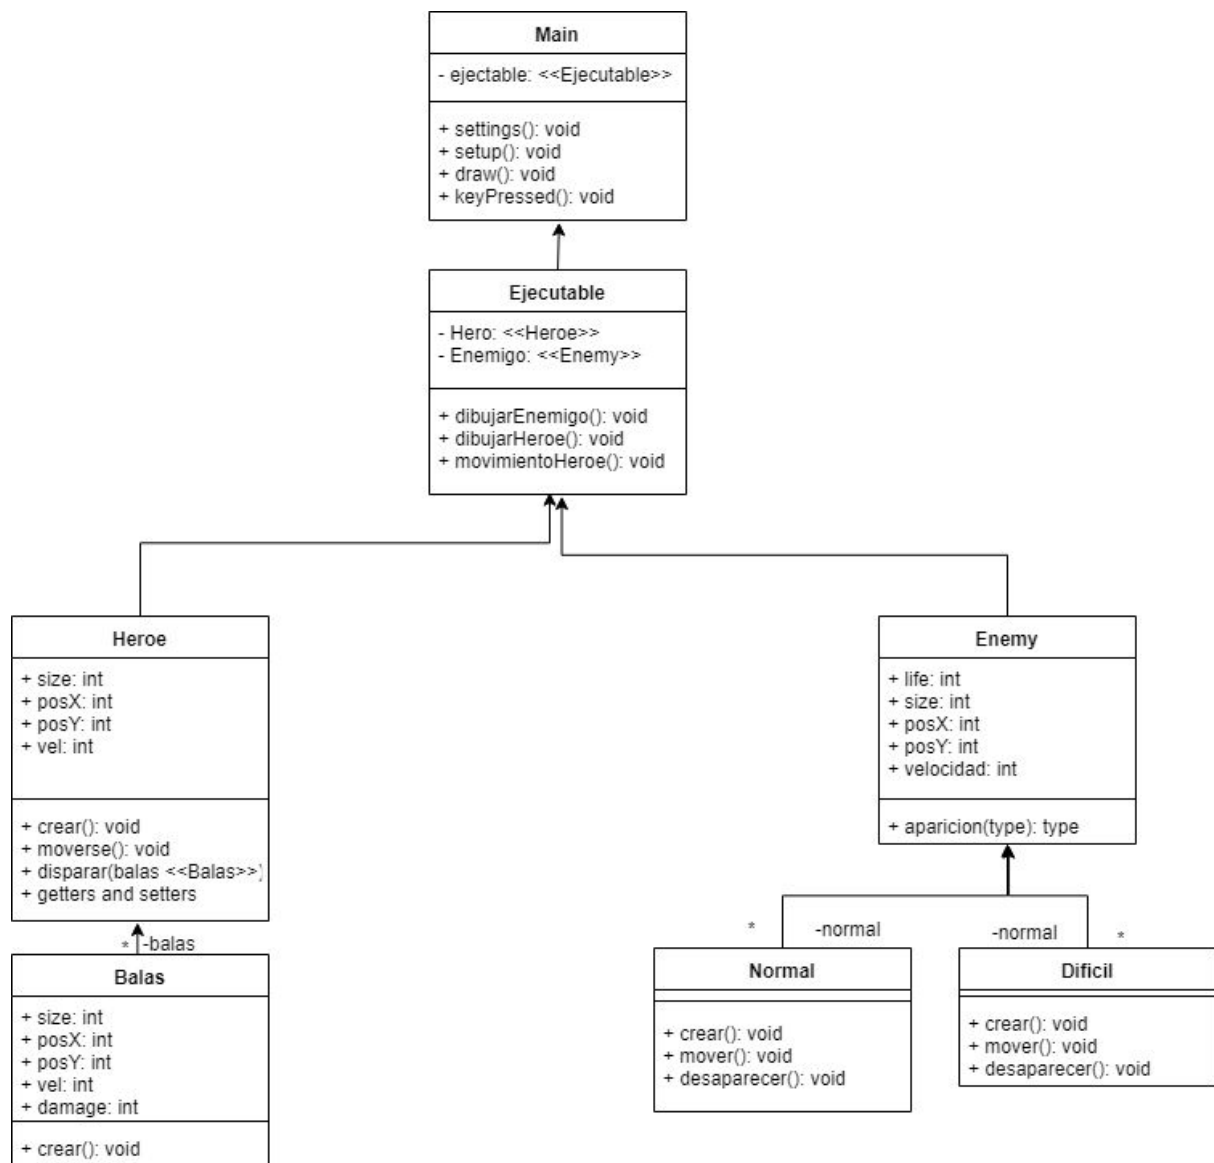 Main
- ejectable: <<Ejecutable>>
+ settings(): void
+ setup(): void
+ draw(): void
+ keyPressed(): void
Ejecutable
- Hero: <<Heroe>>
- Enemigo: <<Enemy>>
+ dibujarEnemigo(): void
+ dibujarHeroe(): void
+ movimientoHeroe(): void
Heroe
+ size: int
+ posX: int
+ posY: int
+ vel: int
+ crear(): void
+ moverse(): void
+ disparar(balas <<Balas>>)
+ getters and setters
* -balas
Balas
+ size: int
+ posX: int
+ posY: int
+ vel: int
+ damage: int
+ crear(): void
Enemy
+ life: int
+ size: int
+ posX: int
+ posY: int
+ velocidad: int
+ aparicion(type): type
* -normal
Normal
+ crear(): void
+ mover(): void
+ desaparecer(): void
-normal *
Dificil
+ crear(): void
+ mover(): void
+ desaparecer(): void